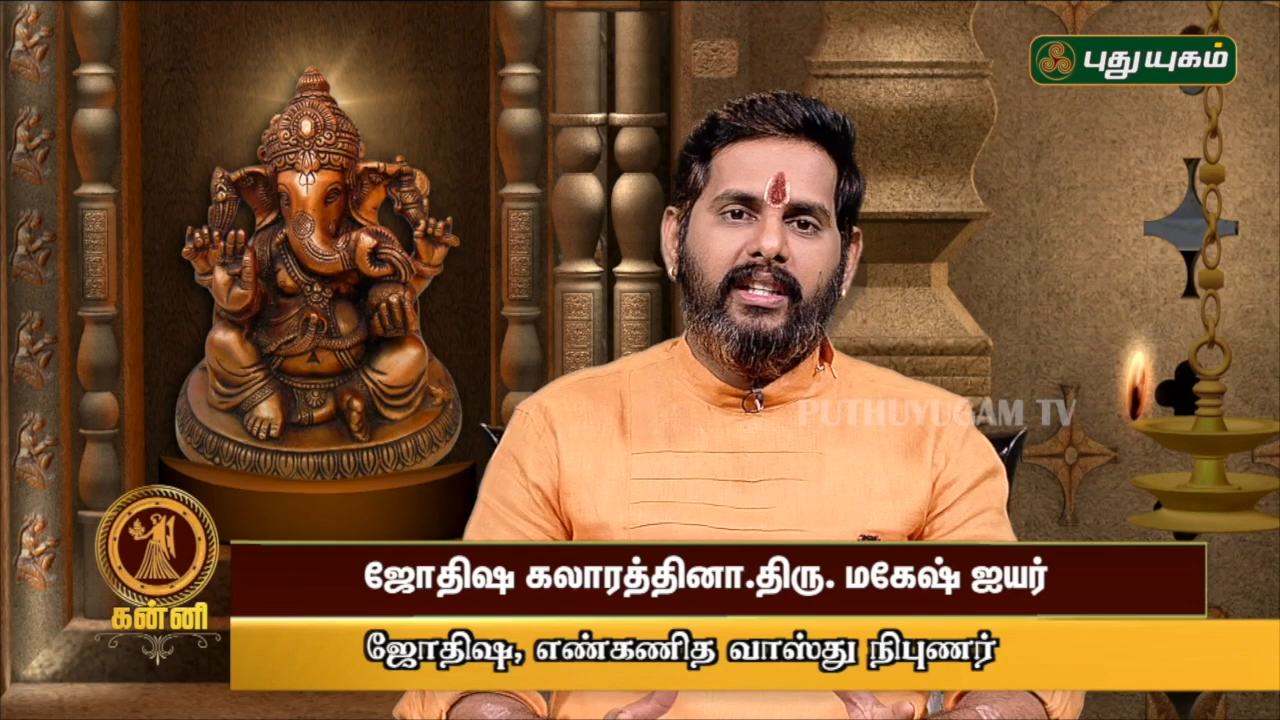 புதுயுகம்
PUTHUYUGAM TV
ஜோதிஷ கலாரத்தினா.திரு. மகேஷ் ஐயர்
கன்னி
ஜோதிஷ, எண்கணித வாஸ்து நிபுணர்